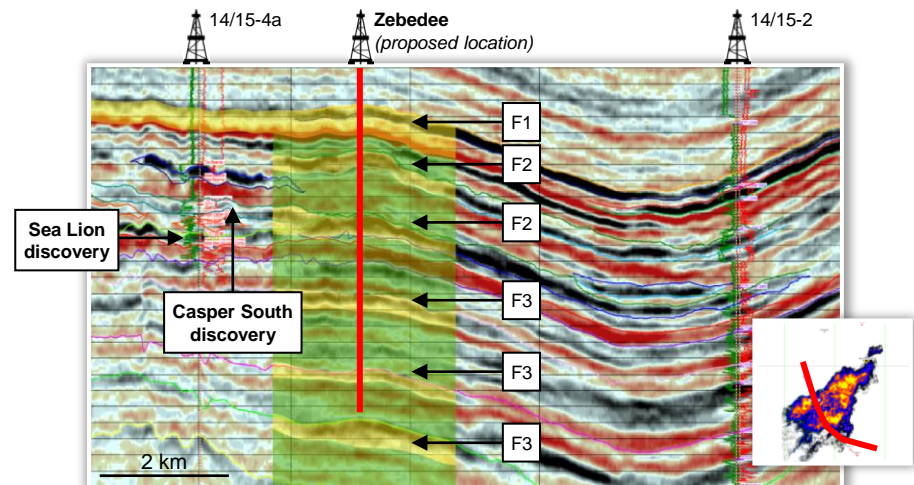 14/15-4a
Zebedee
(proposed location)
14/15-2
F1
F2
F2
Sea Lion
discovery
Casper South
discovery
F3
F3
F3
2 km